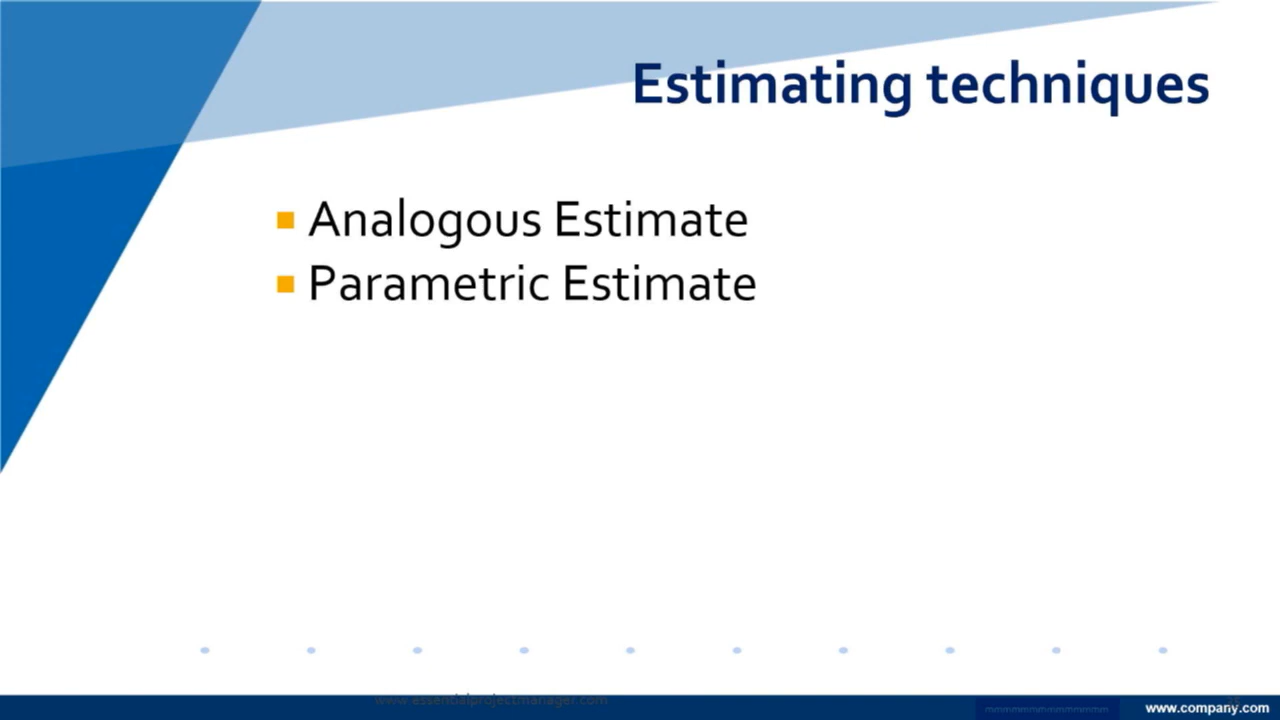 Estimating techniques
Analogous Estimate
Parametric Estimate
www.essentialprojectmanager.com
www.company.com